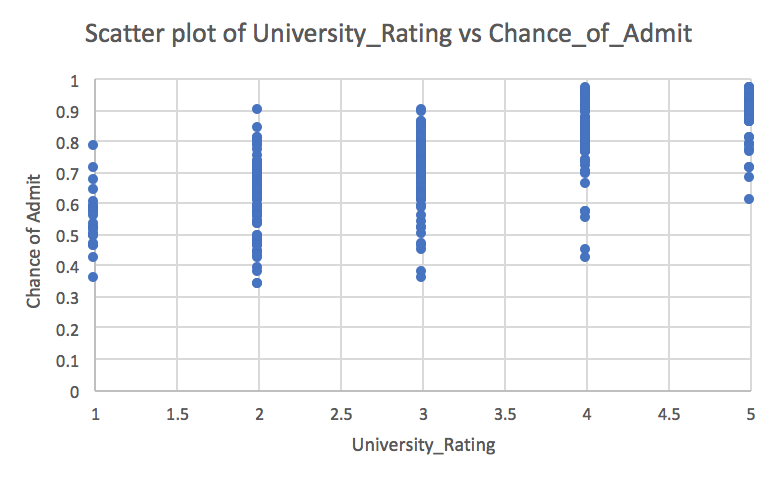 Scatter plot of University_Rating vs Chance_of_Admit
1
0.9
0.8
0.7
0.6
0.5
0.4
0.3
0.2
0.1
0
Chance of Admit
1 1.5 2 2.5 3 3.5 4 4.5 5
University_Rating